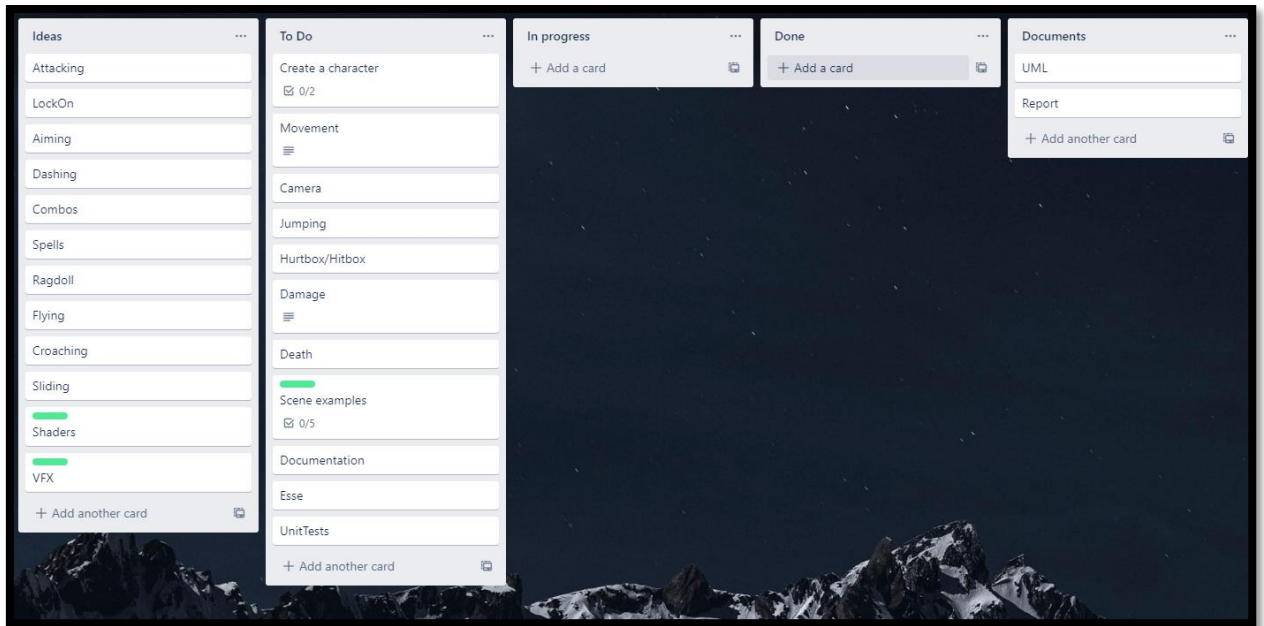 Ideas
Attacking
LockOn
Aiming
Dashing
Combos
Spells
Ragdoll
Flying
Croaching
Sliding
Shaders
VFX
+ Add another card
To Do
Create a character
0/2
Movement
Camera
Jumping
Hurtbox/Hitbox
Damage
Death
Scene examples
0/5
Documentation
Esse
UnitTests
+ Add another card
In progress
+ Add a card
Done
+ Add a card
Documents
UML
Report
+ Add another card